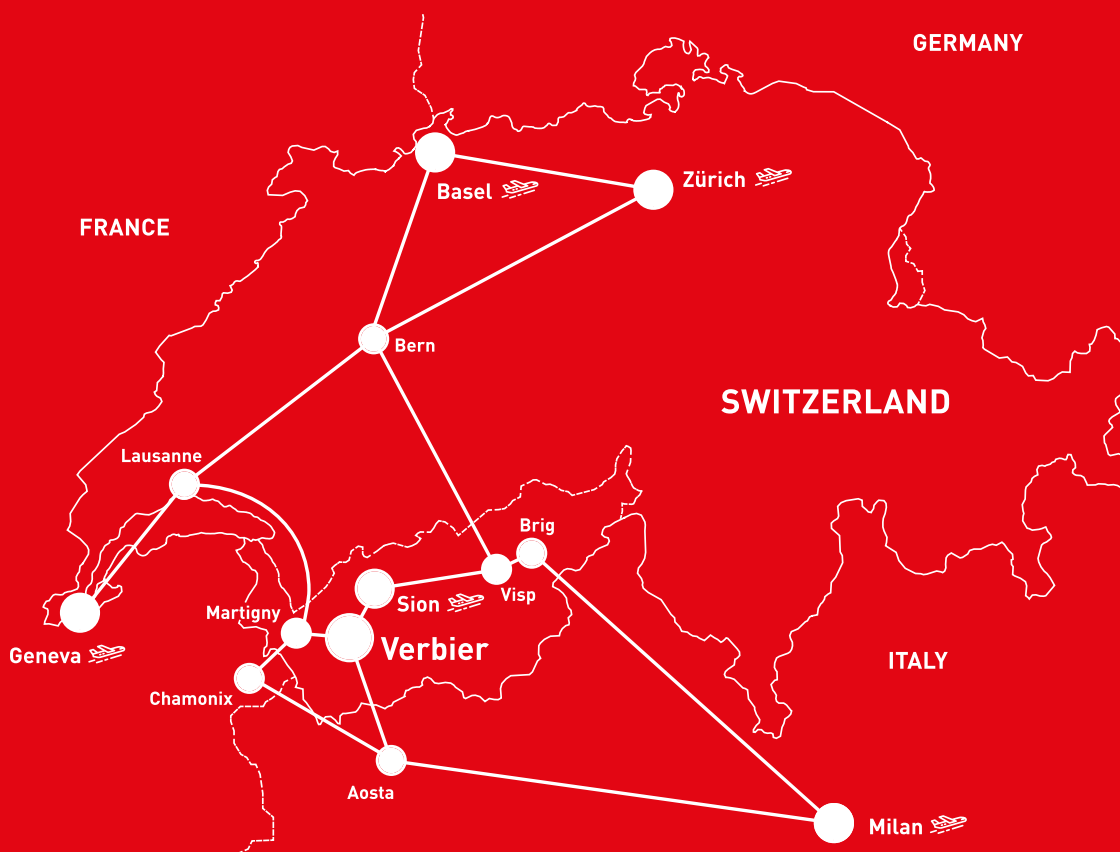 GERMANY
Zürich
Basel
FRANCE
Bern
SWITZERLAND
Lausanne
Brig
Visp
Sion
Martigny
Verbier
Geneva
ITALY
Chamonix
Aosta
Milan